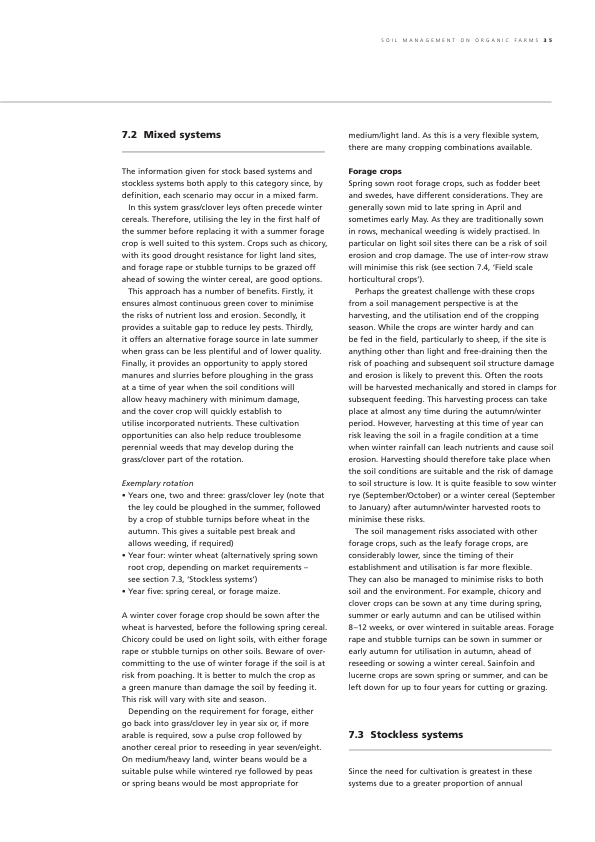 SOIL MANAGEMENT ON ORGANIC FARMS 35
7.2 Mixed systems
The information given for stock based systems and
stockless systems both apply to this category since, by
definition, each scenario may occur in a mixed farm.
In this system grass/clover leys often precede winter
cereals. Therefore, utilising the ley in the first half of
the summer before replacing it with a summer forage
crop is well suited to this system. Crops such as chicory,
with its good drought resistance for light land sites,
and forage rape or stubble turnips to be grazed off
ahead of sowing the winter cereal, are good options.
This approach has a number of benefits. Firstly, it
ensures almost continuous green cover to minimise
the risks of nutrient loss and erosion. Secondly, it
provides a suitable gap to reduce ley pests. Thirdly,
it offers an alternative forage source in late summer
when grass can be less plentiful and of lower quality.
Finally, it provides an opportunity to apply stored
manures and slurries before ploughing in the grass
at a time of year when the soil conditions will
allow heavy machinery with minimum damage,
and the cover crop will quickly establish to
utilise incorporated nutrients. These cultivation
opportunities can also help reduce troublesome
perennial weeds that may develop during the
grass/clover part of the rotation.
Exemplary rotation
• Years one, two and three: grass/clover ley (note that
the ley could be ploughed in the summer, followed
by a crop of stubble turnips before wheat in the
autumn. This gives a suitable pest break and
allows weeding, if required)
• Year four: winter wheat (alternatively spring sown
root crop, depending on market requirements –
see section 7.3, ‘Stockless systems’)
• Year five: spring cereal, or forage maize.
A winter cover forage crop should be sown after the
wheat is harvested, before the following spring cereal.
Chicory could be used on light soils, with either forage
rape or stubble turnips on other soils. Beware of over-
committing to the use of winter forage if the soil is at
risk from poaching. It is better to mulch the crop as
a green manure than damage the soil by feeding it.
This risk will vary with site and season.
Depending on the requirement for forage, either
go back into grass/clover ley in year six or, if more
arable is required, sow a pulse crop followed by
another cereal prior to reseeding in year seven/eight.
On medium/heavy land, winter beans would be a
suitable pulse while wintered rye followed by peas
or spring beans would be most appropriate for
medium/light land. As this is a very flexible system,
there are many cropping combinations available.
Forage crops
Spring sown root forage crops, such as fodder beet
and swedes, have different considerations. They are
generally sown mid to late spring in April and
sometimes early May. As they are traditionally sown
in rows, mechanical weeding is widely practised. In
particular on light soil sites there can be a risk of soil
erosion and crop damage. The use of inter-row straw
will minimise this risk (see section 7.4, ‘Field scale
horticultural crops’).
Perhaps the greatest challenge with these crops
from a soil management perspective is at the
harvesting, and the utilisation end of the cropping
season. While the crops are winter hardy and can
be fed in the field, particularly to sheep, if the site is
anything other than light and free-draining then the
risk of poaching and subsequent soil structure damage
and erosion is likely to prevent this. Often the roots
will be harvested mechanically and stored in clamps for
subsequent feeding. This harvesting process can take
place at almost any time during the autumn/winter
period. However, harvesting at this time of year can
risk leaving the soil in a fragile condition at a time
when winter rainfall can leach nutrients and cause soil
erosion. Harvesting should therefore take place when
the soil conditions are suitable and the risk of damage
to soil structure is low. It is quite feasible to sow winter
rye (September/October) or a winter cereal (September
to January) after autumn/winter harvested roots to
minimise these risks.
The soil management risks associated with other
forage crops, such as the leafy forage crops, are
considerably lower, since the timing of their
establishment and utilisation is far more flexible.
They can also be managed to minimise risks to both
soil and the environment. For example, chicory and
clover crops can be sown at any time during spring,
summer or early autumn and can be utilised within
8–12 weeks, or over wintered in suitable areas. Forage
rape and stubble turnips can be sown in summer or
early autumn for utilisation in autumn, ahead of
reseeding or sowing a winter cereal. Sainfoin and
lucerne crops are sown spring or summer, and can be
left down for up to four years for cutting or grazing.
7.3 Stockless systems
Since the need for cultivation is greatest in these
systems due to a greater proportion of annual